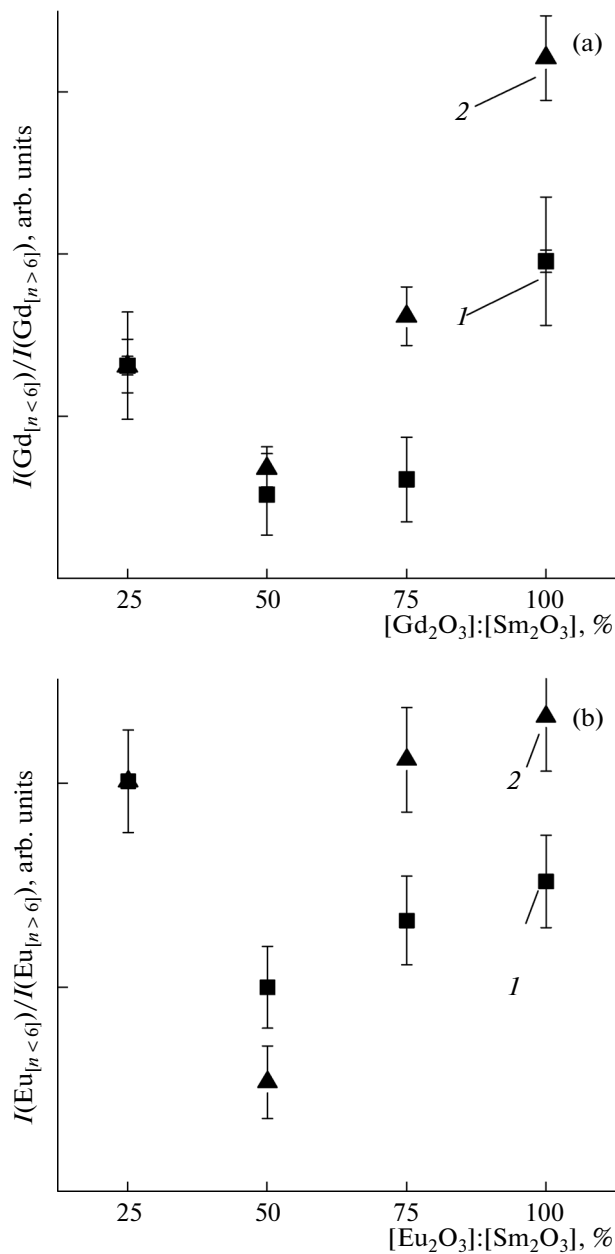 (a)
2
1
I(Gd[n < 6])/I(Gd[n > 6]), arb. units
25 50 75 100
[Gd2O3]:[Sm2O3], %
(b)
2
1
I(Eu[n < 6])/I(Eu[n > 6]), arb. units
25 50 75 100
[Eu2O3]:[Sm2O3], %